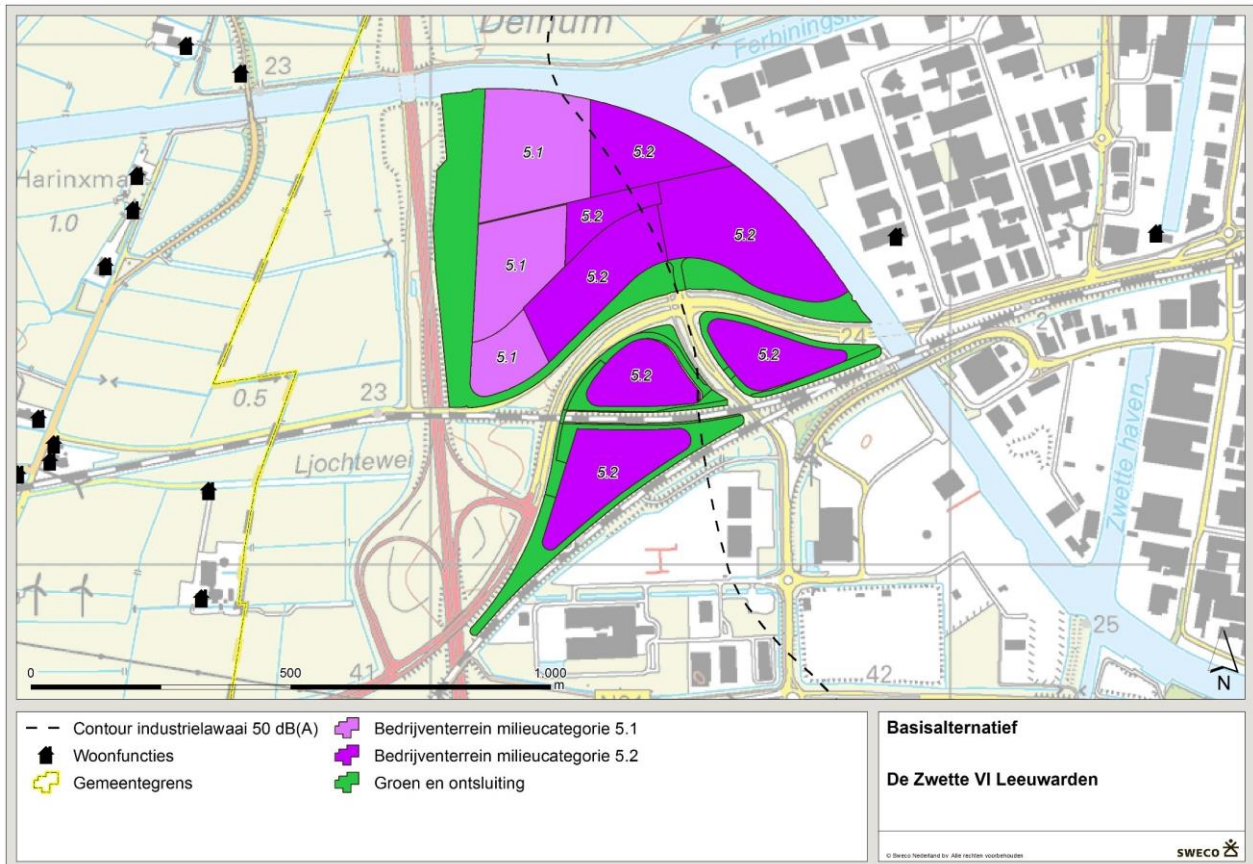 Deinum
23
24
5.1
5.2
5.2
5.2
5.1
5.2
5.1
5.2
5.2
5.2
Harinxma
1.0
0.5
23
24
2
Ljochtewei
Zwette haven
H
0
25
41
42
0 500 1.000
m
N
Contour industrielawaai 50 dB(A)
Woonfuncties
Gemeentegrens
Bedrijventerrein milieucategorie 5.1
Bedrijventerrein milieucategorie 5.2
Groen en ontsluiting
Basisalternatief
De Zwette VI Leeuwarden
© Sweco Nederland bv. Alle rechten voorbehouden
SWECO